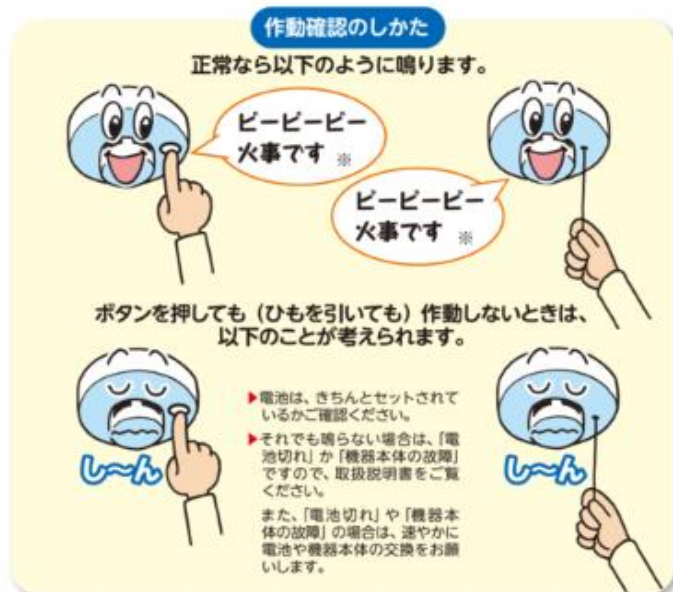 作動確認のしかた
正常なら以下のように鳴ります。
ピーピーピー
火事です ※
ピーピーピー
火事です ※
ボタンを押しても（ひもを引いても）作動しないときは、
以下のことが考えられます。
▶電池は、きちんとセットされて
いるかご確認ください。
▶それでも鳴らない場合は、「電
池切れ」か「機器本体の故障」
ですので、取扱説明書をご覧
ください。
また、「電池切れ」や「機器本
体の故障」の場合は、速やかに
電池や機器本体の交換をお願
いします。
し〜ん
し〜ん